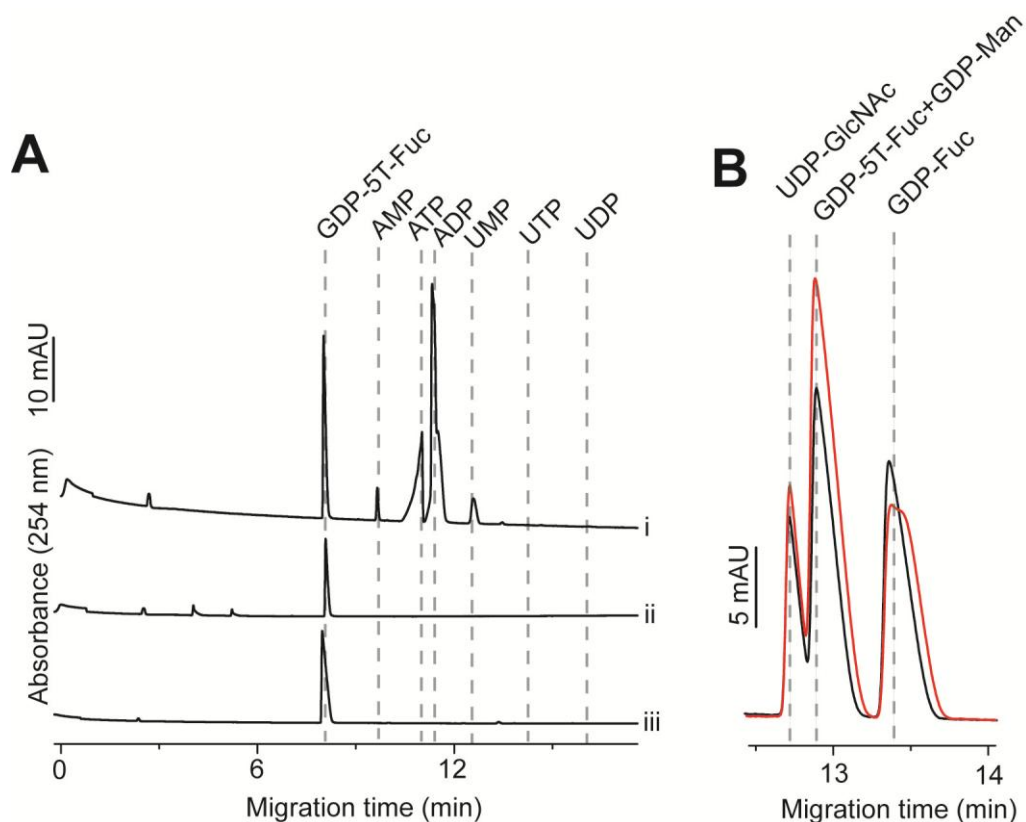 A
GDP-5T-Fuc
AMP
ATP
ADP
UMP
UTP
UDP
10 mAU
Absorbance (254 nm)
i
ii
iii
0
6
12
Migration time (min)
B
UDP-GlcNAc
GDP-5T-Fuc+GDP-Man
GDP-Fuc
5 mAU
13
14
Migration time (min)